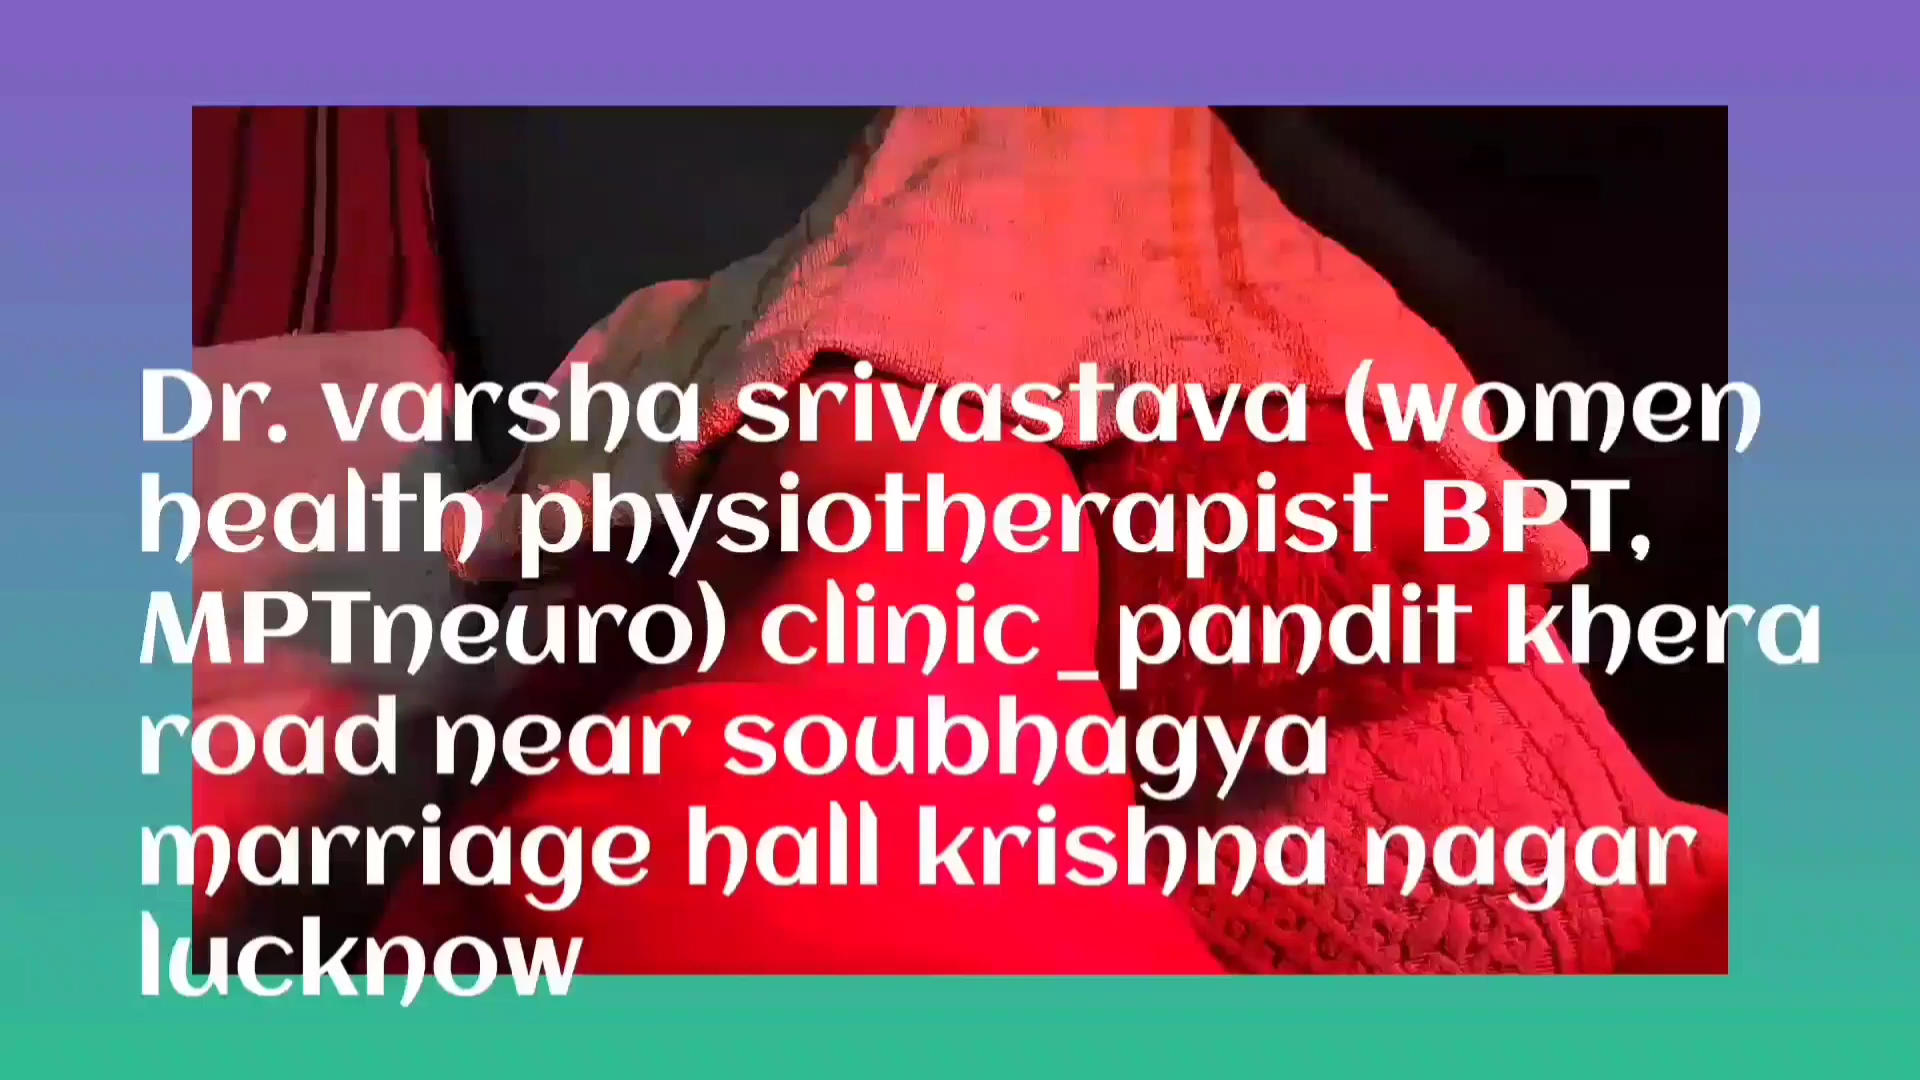 Dr. varsha srivastava (women
health physiotherapist BPT,
MPTneuro) clinic_pandit khera
road near soubhagya
marriage hall krishna nagar
lucknow